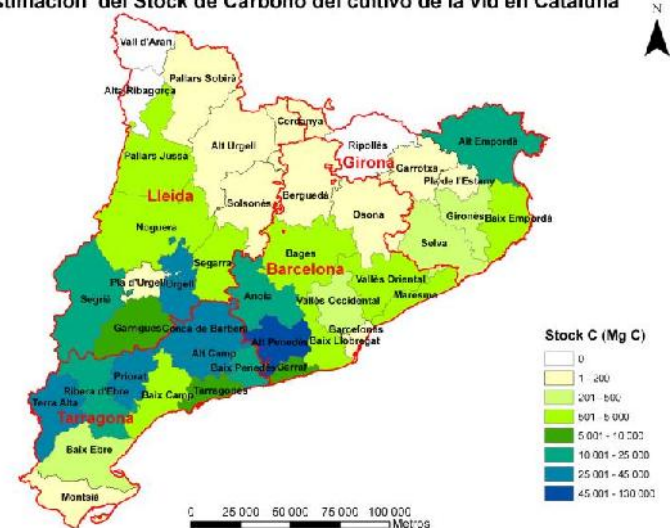 stimación del Stock de Carbono del cultivo de la vid en Cataluña
N
Vall d'Aran
Pallars Sobirà
Alta Ribagorça
Cerdanya
Ripollés
Alt Empordà
Alt Urgell
Girona
Garrotxa
Pallars Jussà
Pla de l'Estany
Lleida
Solsonès
Berguedà
Osona
Gironès
Baix Empordà
Noguera
Selva
Segarra
Bages
Barcelona
Vallès Oriental
Pla d'Urgell
Urgell
Anoia
Maresme
Segrià
Vallès Occidental
Garrigues
Conca de Barberà
Barcelonès
Alt Penedès
Baix Llobregat
Alt Camp
Baix Penedès
Garraf
Priorat
Ribera d'Ebre
Baix Camp
Tarragonès
Terra Alta
Tarragona
Baix Ebre
Montsià
Stock C (Mg C)
0
1 - 200
201 - 500
501 - 5 000
5 001 - 10 000
10 001 - 25 000
25 001 - 45 000
45 001 - 130 000
0 25 000 50 000 75 000 100 000
Metros